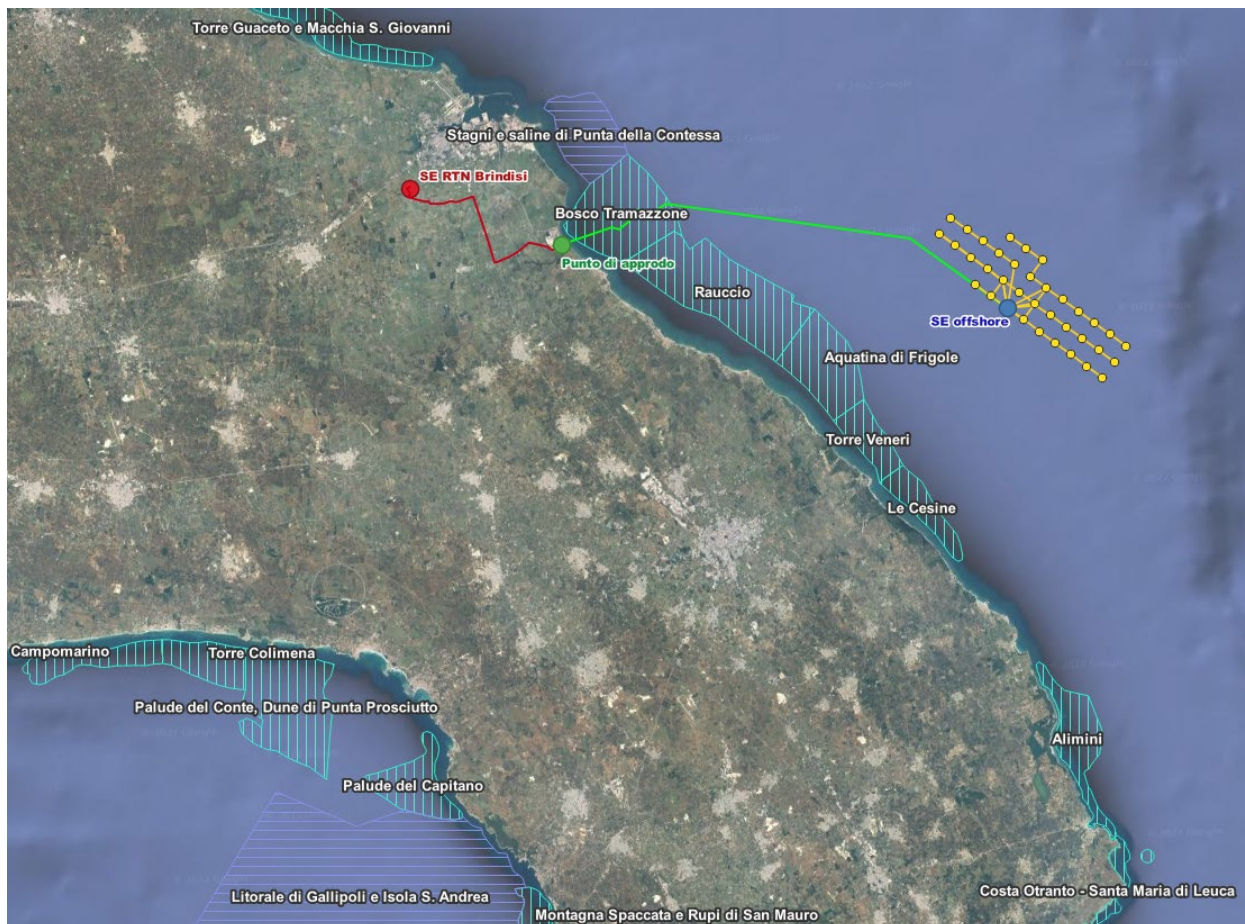 Torre Guaceto e Macchia S. Giovanni
Stagni e saline di Punta della Contessa
SE RTN Brindisi
Bosco Tramazzone
Punto di approdo
Rauccio
SE offshore
Aquatina di Frigole
Torre Veneri
Le Cesine
Campomarino
Torre Colimena
Palude del Conte, Dune di Punta Prosciutto
Alimini
Palude del Capitano
Litorale di Gallipoli e Isola S. Andrea
Costa Otranto - Santa Maria di Leuca
Montagna Spaccata e Rupi di San Mauro